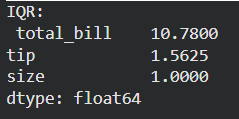 IQR:
total_bill    10.7800
tip            1.5625
size           1.0000
dtype: float64